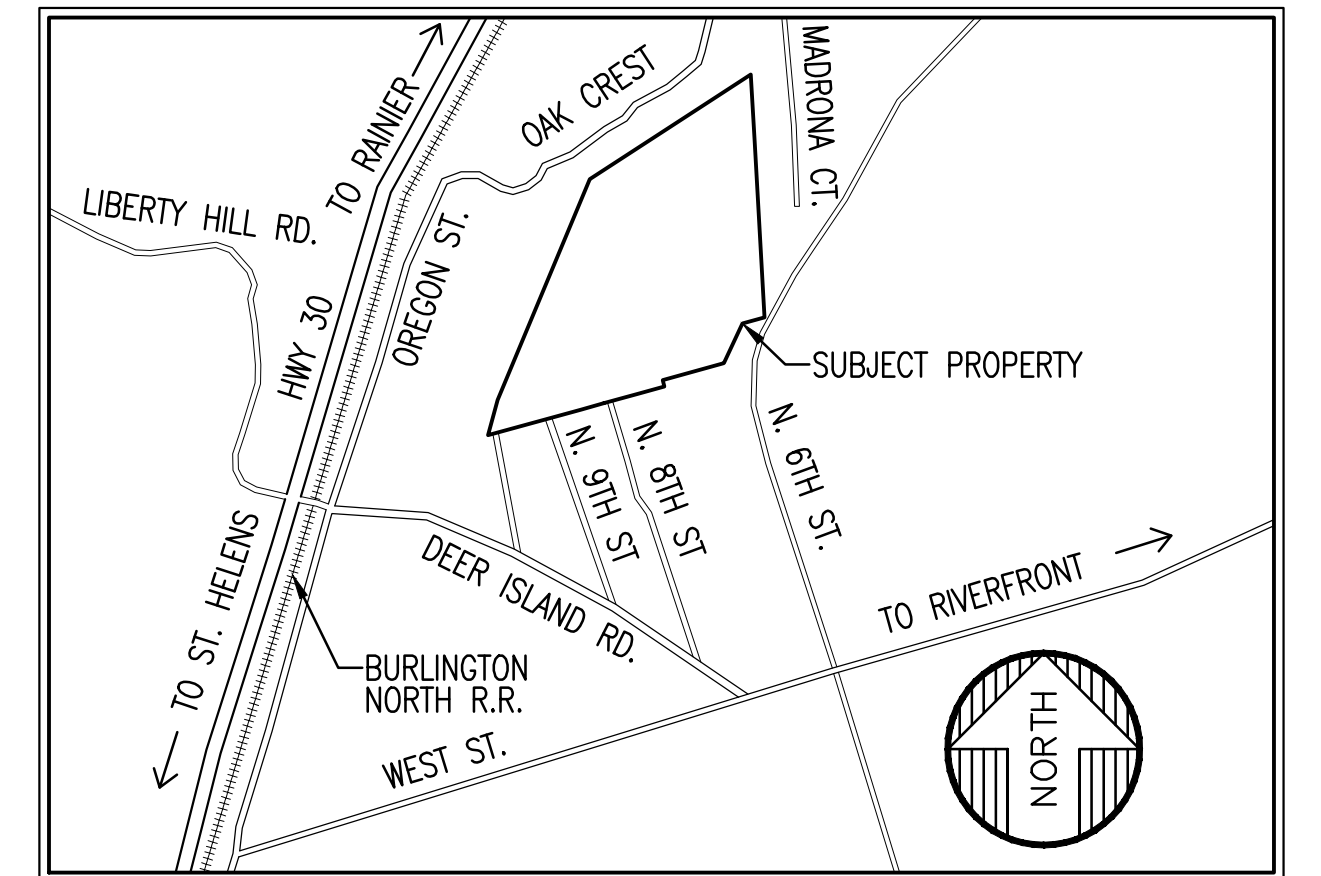 MADRONA CT.
OAK CREST
TO RAINIER
LIBERTY HILL RD.
OREGON ST.
HWY 30
SUBJECT PROPERTY
N. 9TH ST
N. 8TH ST
N. 6TH ST.
TO ST. HELENS
DEER ISLAND RD.
TO RIVERFRONT
BURLINGTON
NORTH R.R.
WEST ST.
NORTH